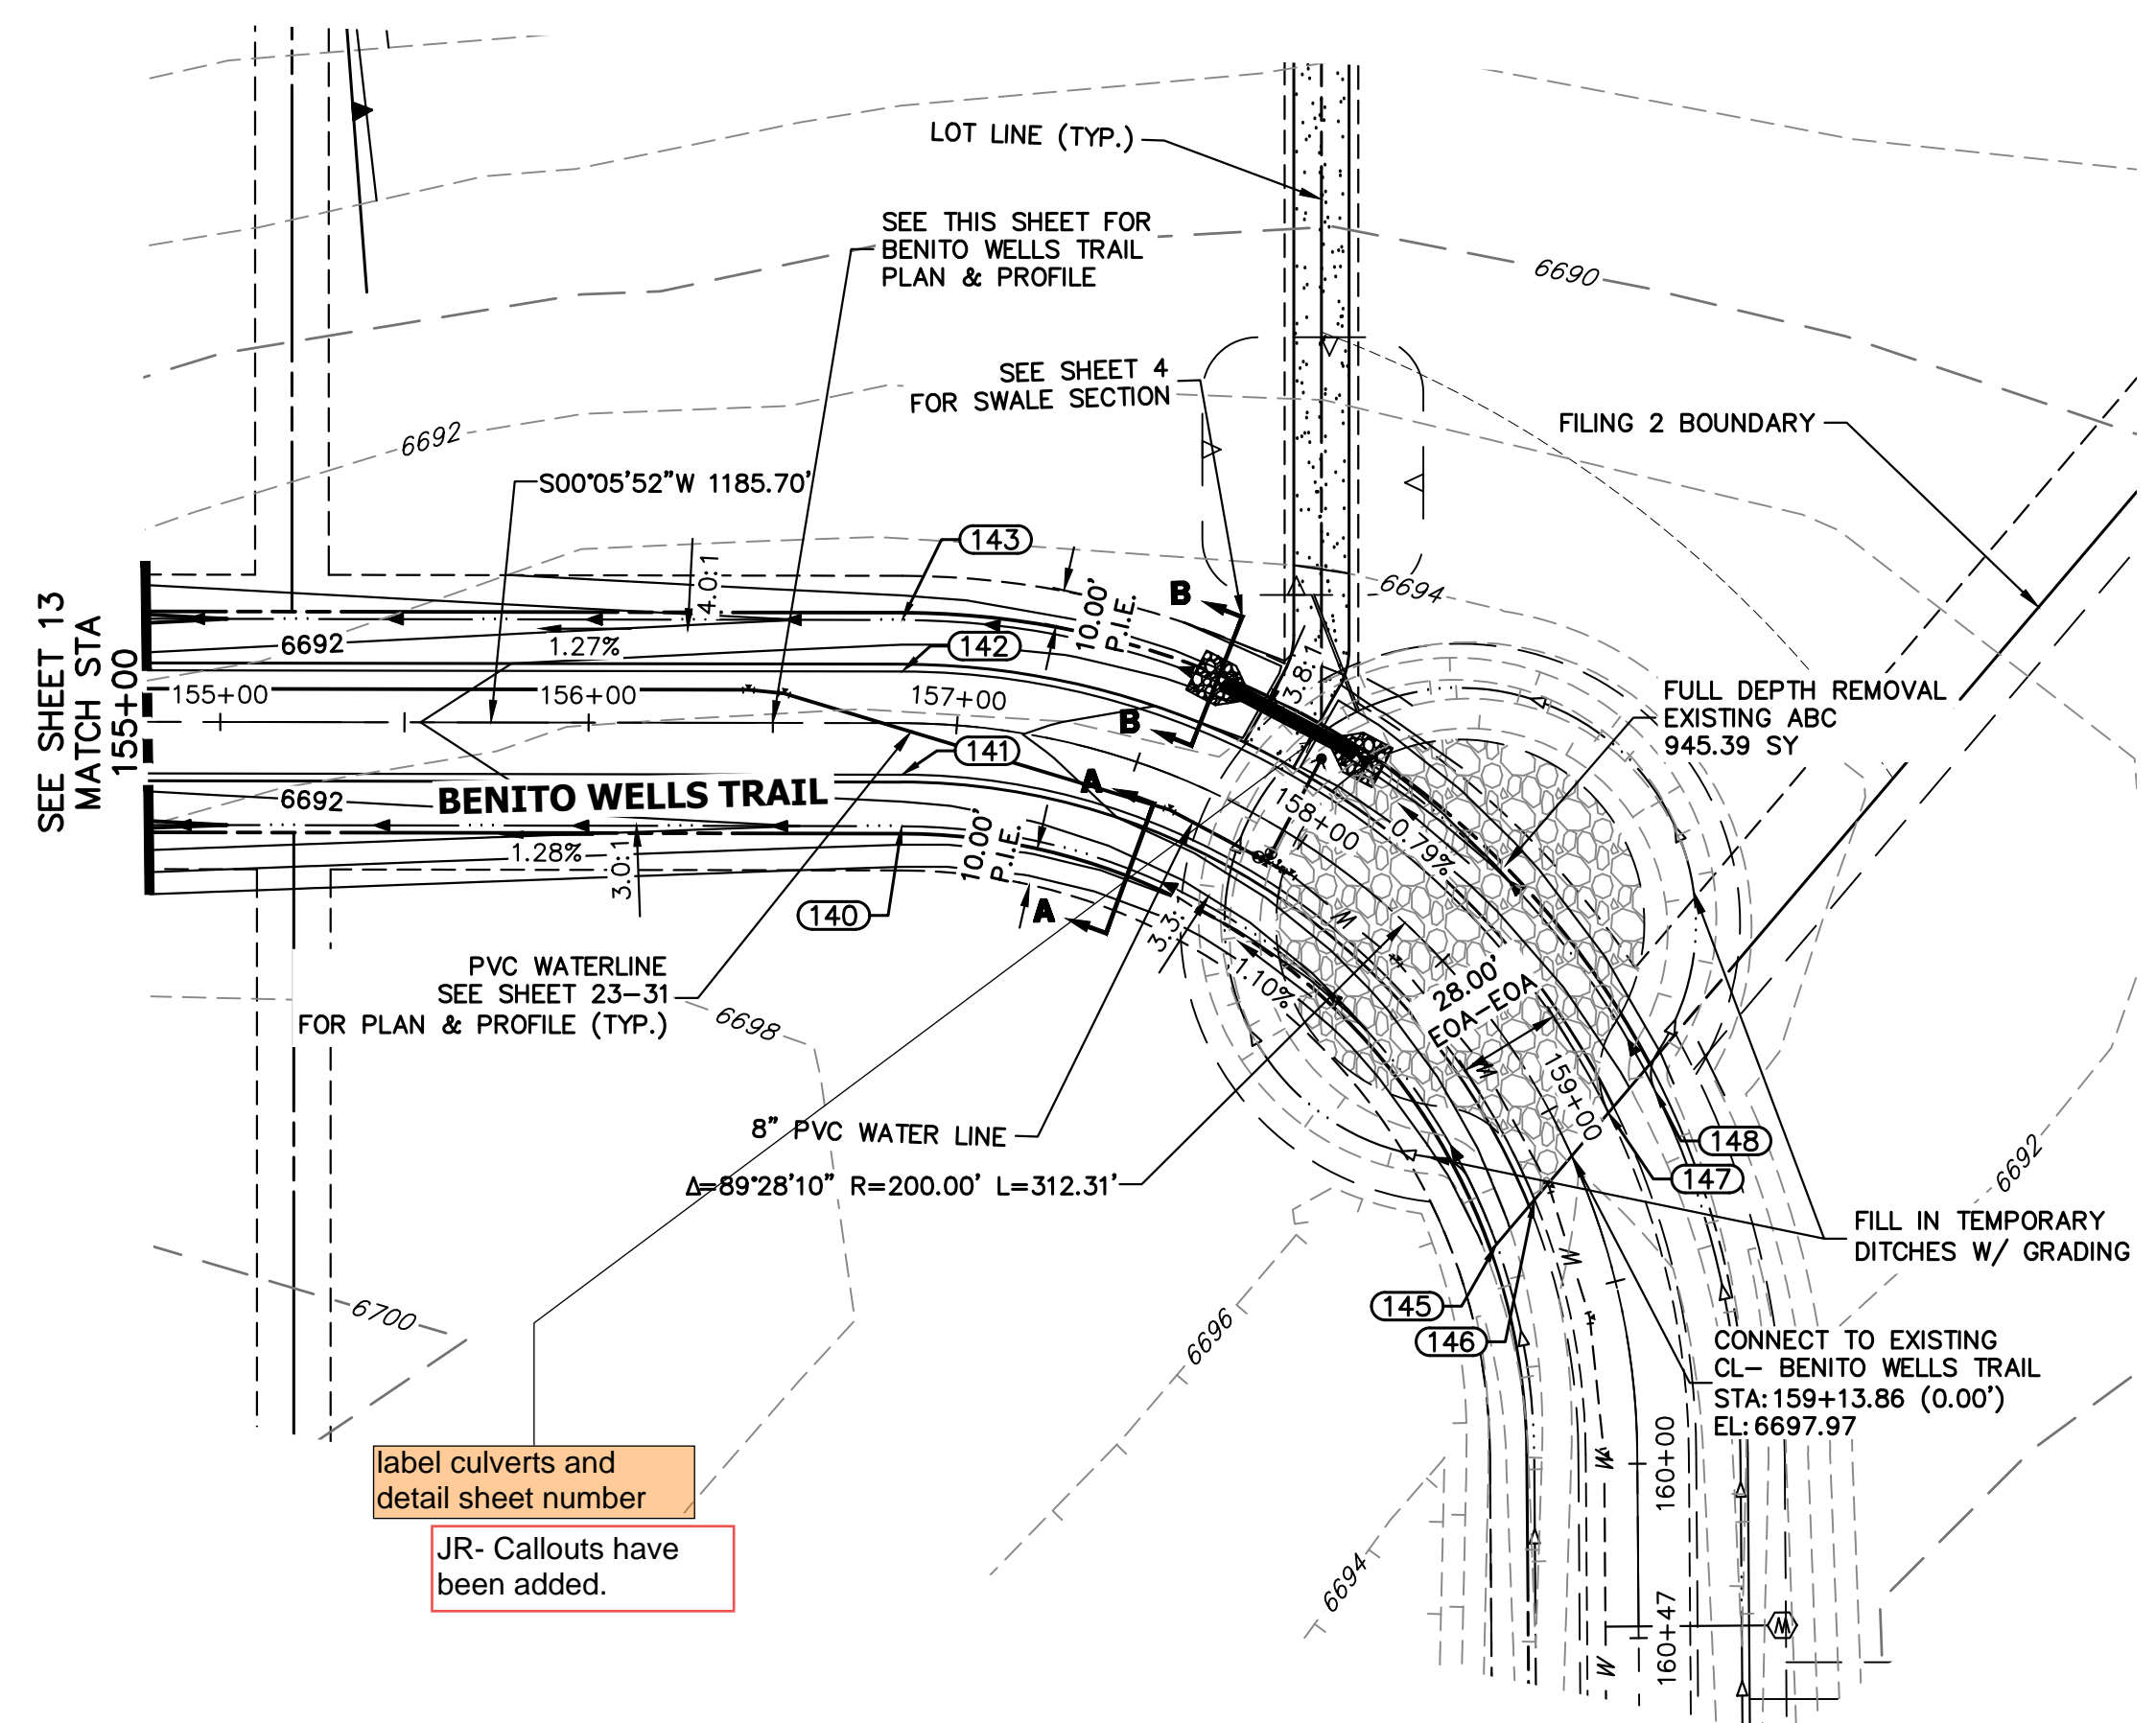 LOT LINE (TYP.)
SEE THIS SHEET FOR
BENITO WELLS TRAIL
PLAN & PROFILE
6690
SEE SHEET 4
FOR SWALE SECTION
FILING 2 BOUNDARY
6692
S00°05'52"W 1185.70'
143
4.0:1
6694
B
10.00'
P.I.E.
SEE SHEET 13
MATCH STA
155+00
6692
1.27%
142
3.8:1
155+00
156+00
157+00
B
FULL DEPTH REMOVAL
EXISTING ABC
945.39 SY
141
A
6692
BENITO WELLS TRAIL
158+00
0.79%
1.28%
3.0:1
10.00'
P.I.E.
140
A
3.3:1
W
1.10%
28.00'
EOA-EOA
PVC WATERLINE
SEE SHEET 23-31
FOR PLAN & PROFILE (TYP.)
6698
W
159+00
8" PVC WATER LINE
148
147
6692
Δ=89°28'10" R=200.00' L=312.31'
FILL IN TEMPORARY
DITCHES W/ GRADING
W
6700
6696
145
146
CONNECT TO EXISTING
CL- BENITO WELLS TRAIL
STA:159+13.86 (0.00')
EL:6697.97
label culverts and
detail sheet number
W
160+00
JR- Callouts have
been added.
6694
160+47
W
M